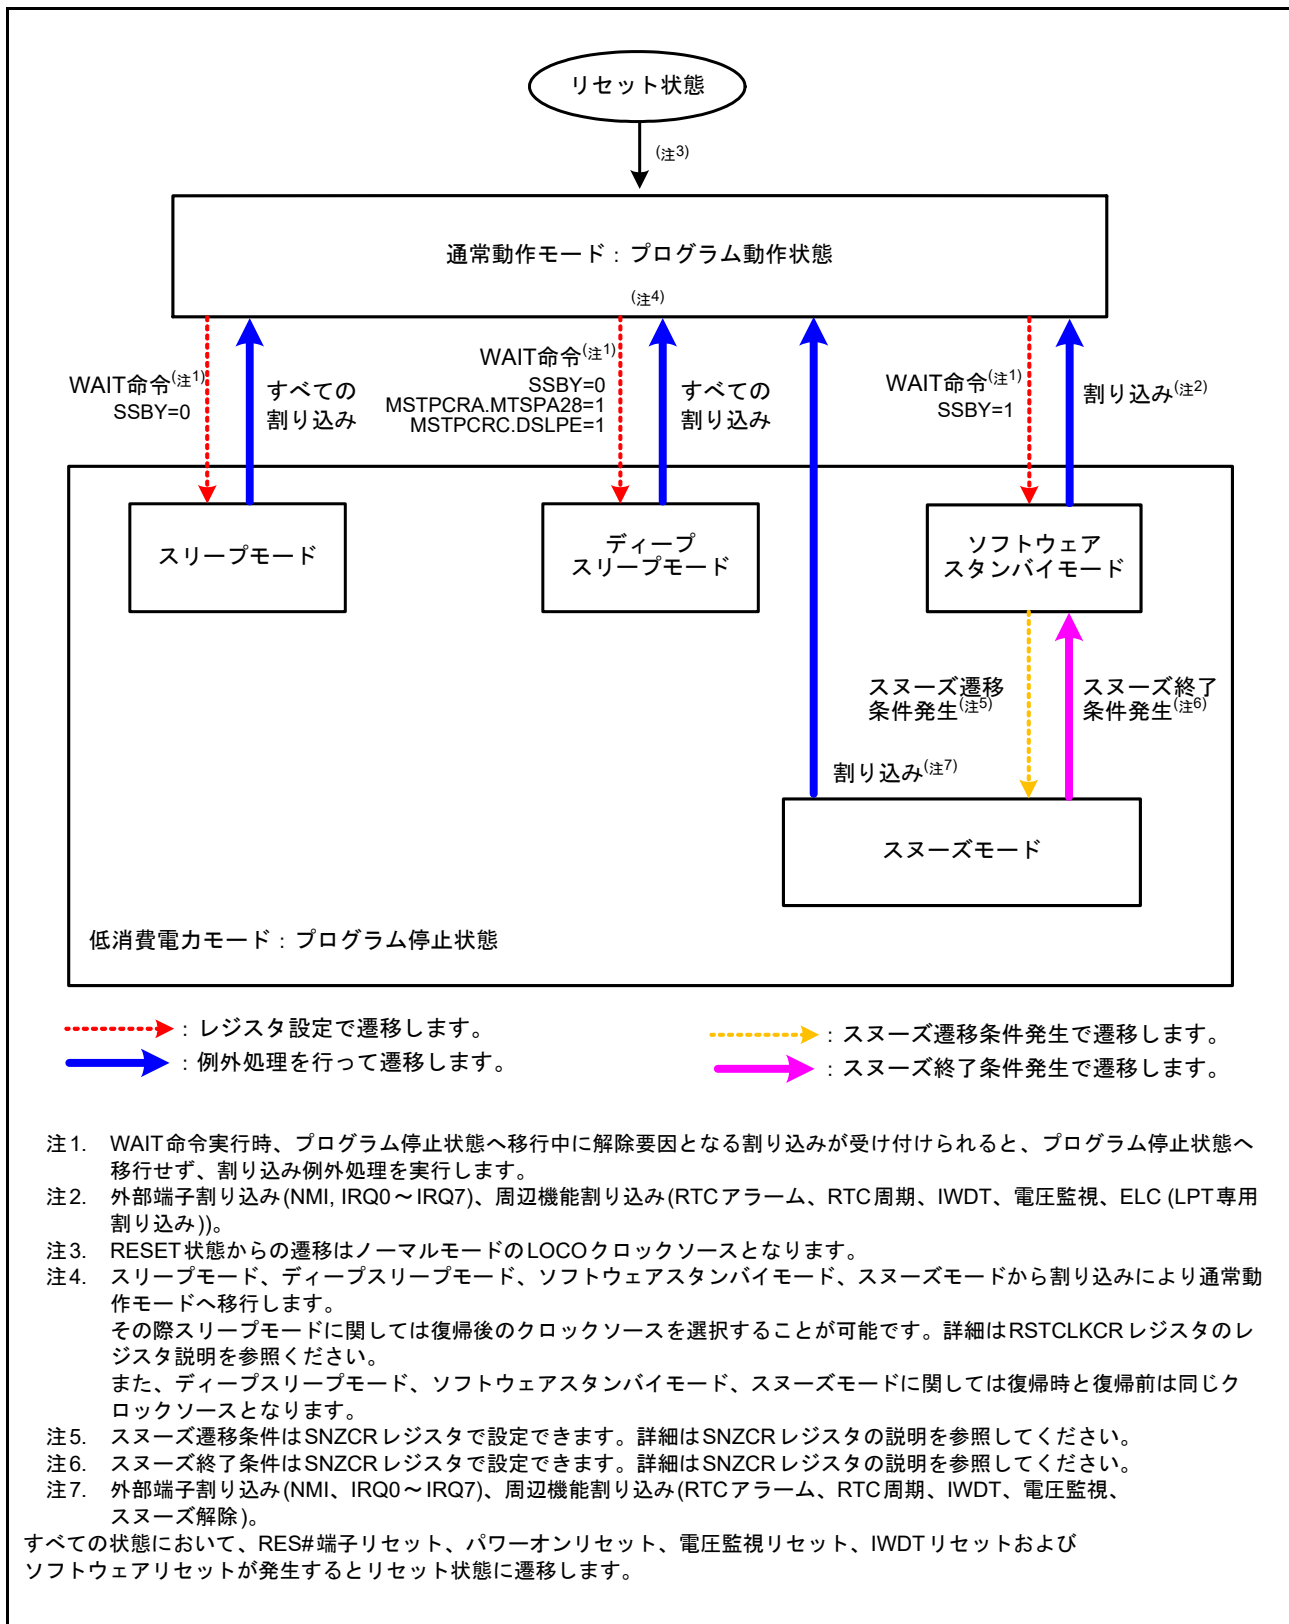 リセット状態
(注3)
通常動作モード：プログラム動作状態
(注4)
WAIT命令(注1)
SSBY=0
すべての
割り込み
WAIT命令(注1)
SSBY=0
MSTPCRA.MTSPA28=1
MSTPCRC.DSLPE=1
すべての
割り込み
WAIT命令(注1)
SSBY=1
割り込み(注2)
スリープモード
ディープ
スリープモード
ソフトウェア
スタンバイモード
スヌーズ遷移
条件発生(注5)
スヌーズ終了
条件発生(注6)
割り込み(注7)
スヌーズモード
低消費電力モード：プログラム停止状態
：レジスタ設定で遷移します。
：例外処理を行って遷移します。
：スヌーズ遷移条件発生で遷移します。
：スヌーズ終了条件発生で遷移します。
注1. WAIT命令実行時、プログラム停止状態へ移行中に解除要因となる割り込みが受け付けられると、プログラム停止状態へ
移行せず、割り込み例外処理を実行します。
注2. 外部端子割り込み(NMI, IRQ0～IRQ7)、周辺機能割り込み(RTCアラーム、RTC周期、IWDT、電圧監視、ELC (LPT専用
割り込み))。
注3. RESET状態からの遷移はノーマルモードのLOCOクロックソースとなります。
注4. スリープモード、ディープスリープモード、ソフトウェアスタンバイモード、スヌーズモードから割り込みにより通常動
作モードへ移行します。
その際スリープモードに関しては復帰後のクロックソースを選択することが可能です。詳細はRSTCLKCRレジスタのレ
ジスタ説明を参照ください。
また、ディープスリープモード、ソフトウェアスタンバイモード、スヌーズモードに関しては復帰時と復帰前は同じク
ロックソースとなります。
注5. スヌーズ遷移条件はSNZCRレジスタで設定できます。詳細はSNZCRレジスタの説明を参照してください。
注6. スヌーズ終了条件はSNZCRレジスタで設定できます。詳細はSNZCRレジスタの説明を参照してください。
注7. 外部端子割り込み(NMI、IRQ0～IRQ7)、周辺機能割り込み(RTCアラーム、RTC周期、IWDT、電圧監視、
スヌーズ解除)。
すべての状態において、RES#端子リセット、パワーオンリセット、電圧監視リセット、IWDTリセットおよび
ソフトウェアリセットが発生するとリセット状態に遷移します。